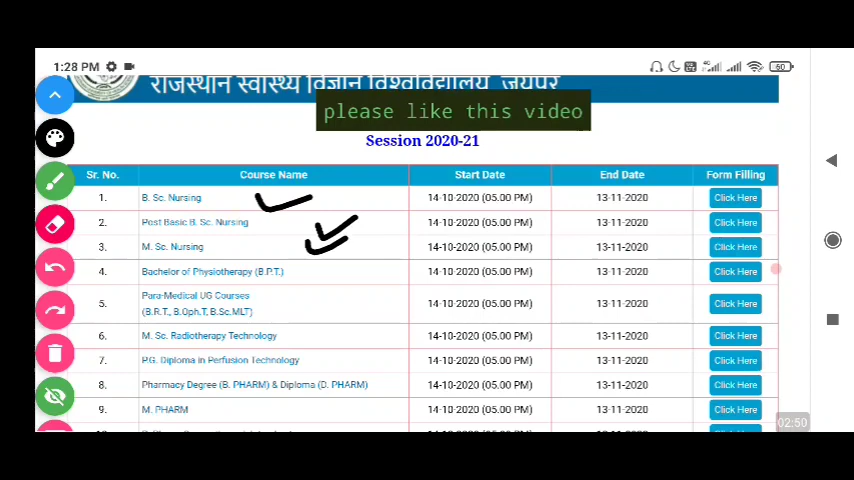 1:28 PM 60
राजस्थान स्वास्थ्य विज्ञान विश्वविद्यालय, जयपुर
please like this video
Session 2020-21
Sr. No. Course Name Start Date End Date Form Filling
1. B. Sc. Nursing 14-10-2020 (05.00 PM) 13-11-2020 Click Here
2. Post Basic B. Sc. Nursing 14-10-2020 (05.00 PM) 13-11-2020 Click Here
3. M. Sc. Nursing 14-10-2020 (05.00 PM) 13-11-2020 Click Here
4. Bachelor of Physiotherapy (B.P.T.) 14-10-2020 (05.00 PM) 13-11-2020 Click Here
5. Para-Medical UG Courses
(B.R.T., B.Oph.T, B.Sc.MLT) 14-10-2020 (05.00 PM) 13-11-2020 Click Here
6. M. Sc. Radiotherapy Technology 14-10-2020 (05.00 PM) 13-11-2020 Click Here
7. P.G. Diploma in Perfusion Technology 14-10-2020 (05.00 PM) 13-11-2020 Click Here
8. Pharmacy Degree (B. PHARM) & Diploma (D. PHARM) 14-10-2020 (05.00 PM) 13-11-2020 Click Here
9. M. PHARM 14-10-2020 (05.00 PM) 13-11-2020 Click Here
02:50